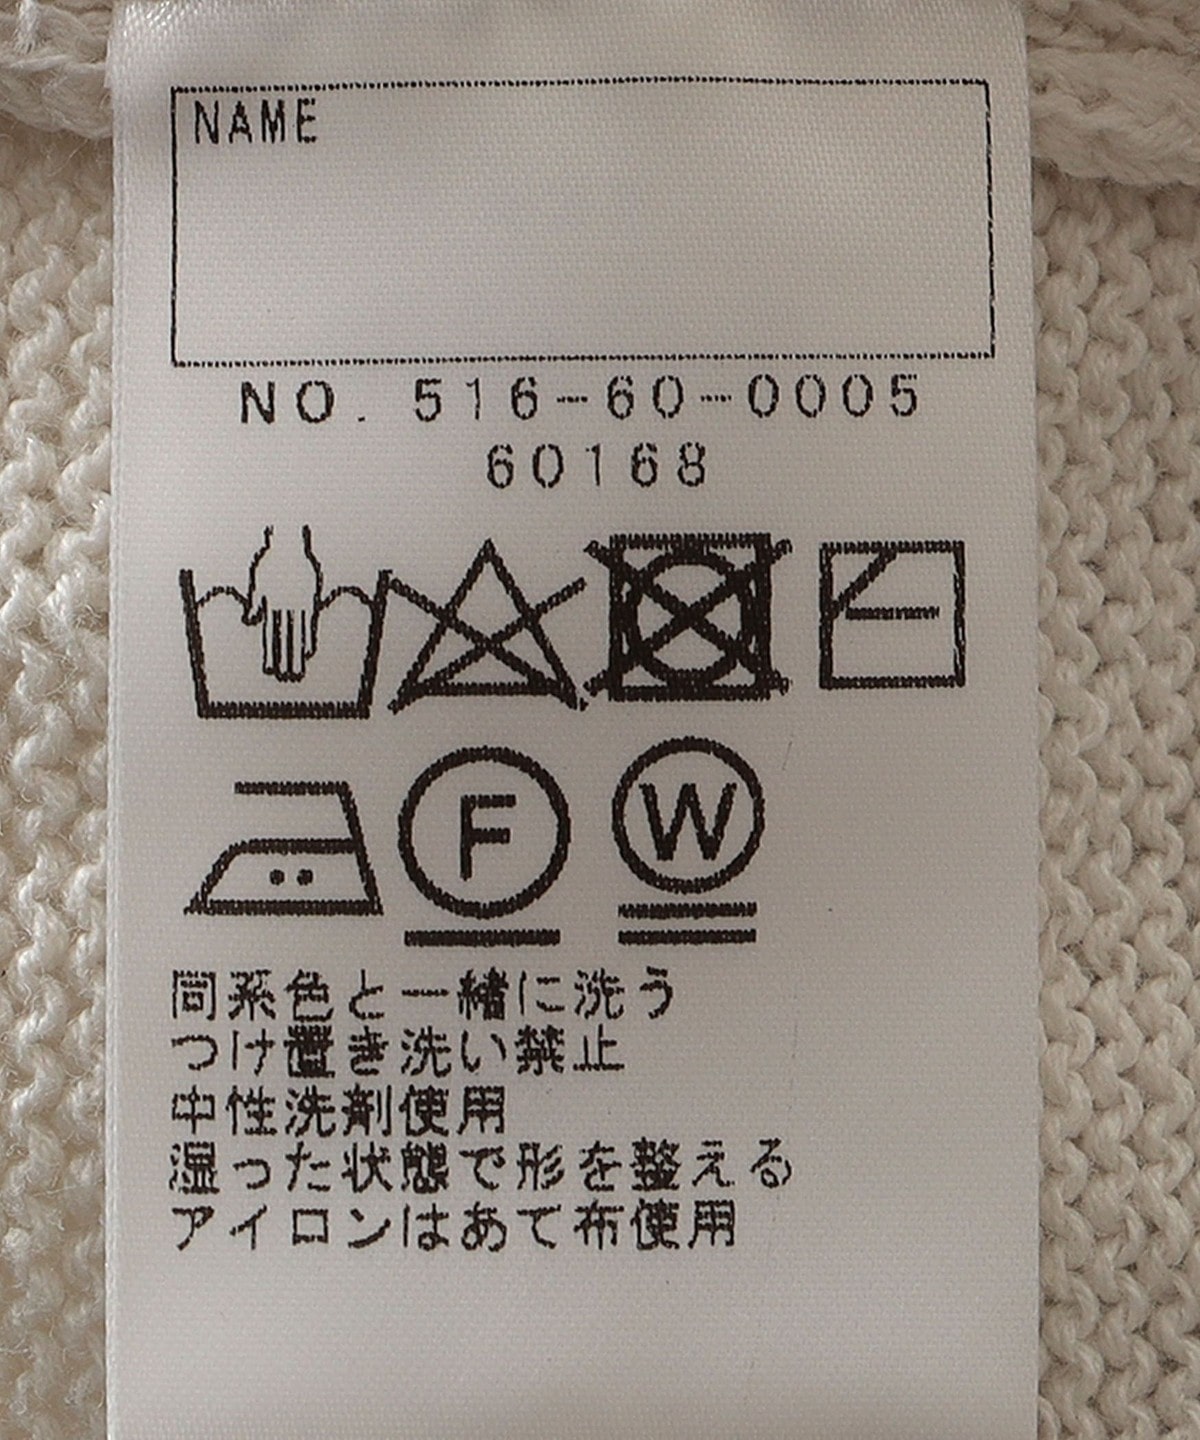 NAME
NO. 516-60-0005
60168
F W
同系色と一緒に洗う
つけ置き洗い禁止
中性洗剤使用
湿った状態で形を整える
アイロンはあて布使用